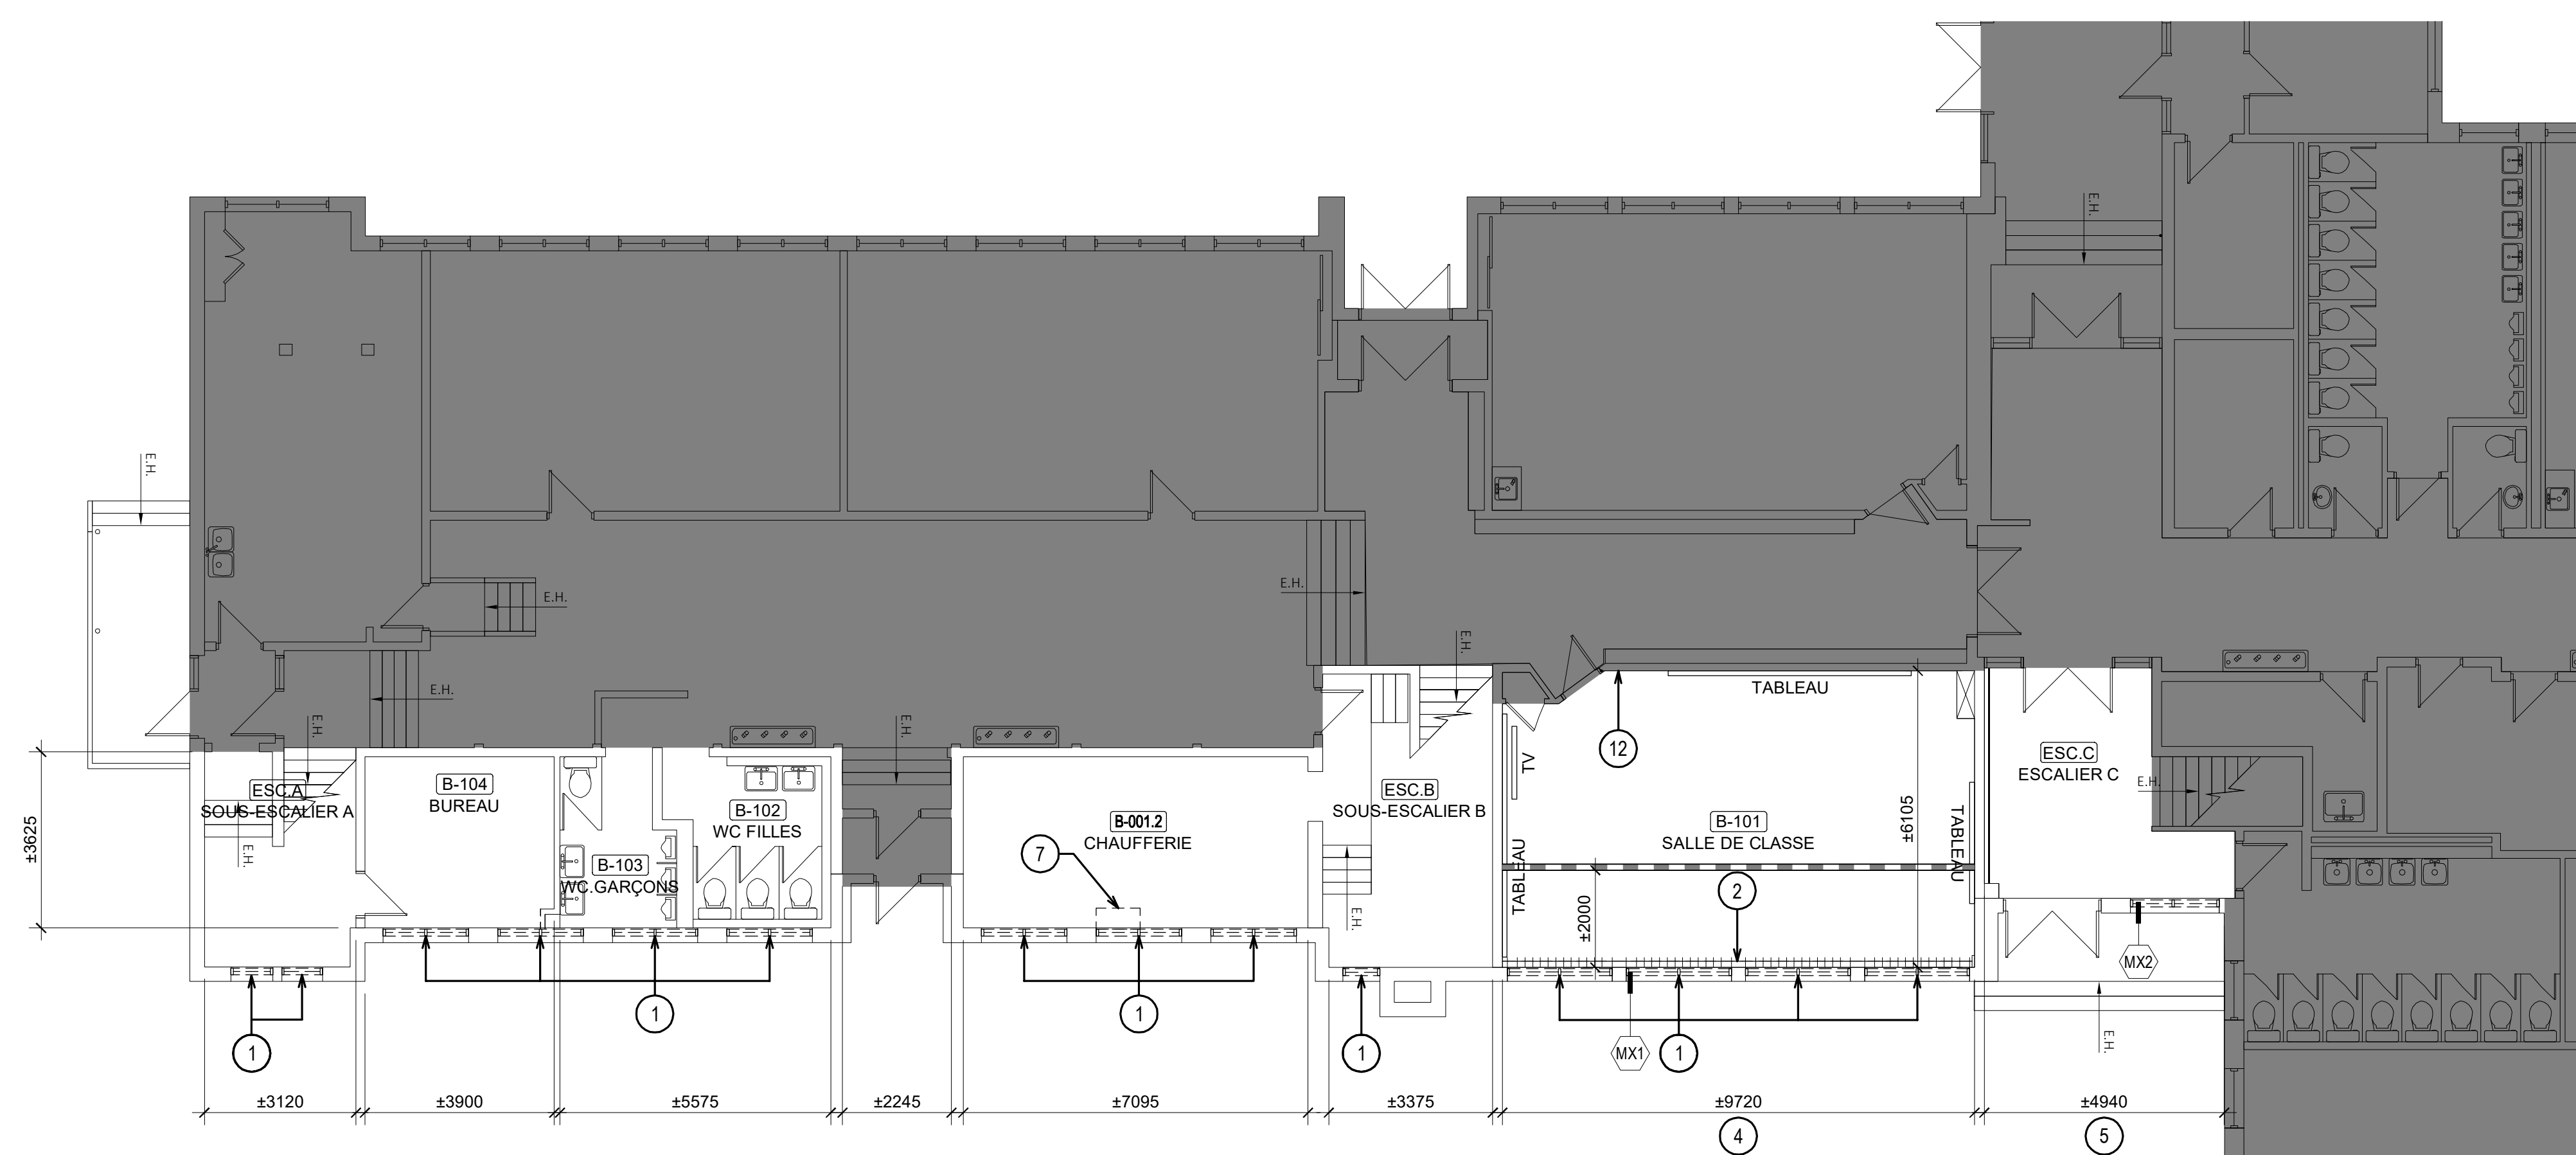 E.H.
E.H.
E.H.
E.H.
E.H.
E.H.
E.H.
E.H.
E.H.
TABLEAU
12
TV
ESC.A
SOUS-ESCALIER A
B-104
BUREAU
B-102
WC FILLES
B-103
WC.GARÇONS
B-001.2
CHAUFFERIE
7
ESC.B
SOUS-ESCALIER B
B-101
SALLE DE CLASSE
ESC.C
ESCALIER C
E.H.
E.H.
E.H.
E.H.
±3625
±6105
±2000
TABLEAU
TABLEAU
2
MX2
1
1
1
1
MX1
1
±3120
±3900
±5575
±2245
±7095
±3375
±9720
±4940
4
5